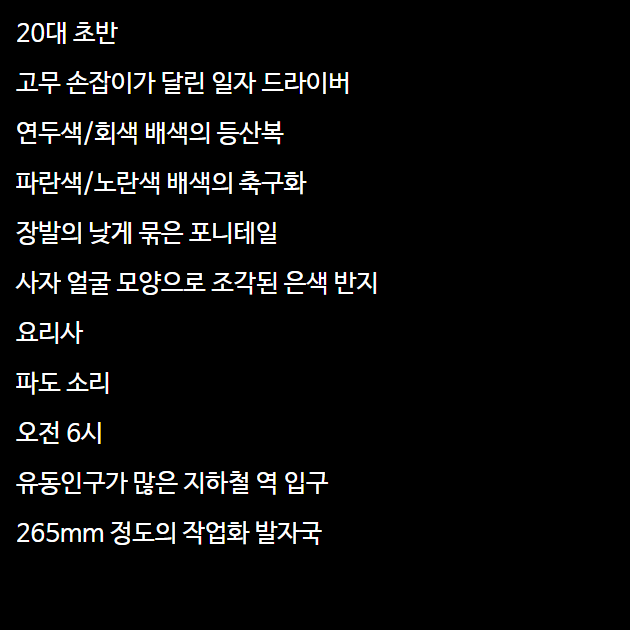 20대 초반
고무 손잡이가 달린 일자 드라이버
연두색/회색 배색의 등산복
파란색/노란색 배색의 축구화
장발의 낮게 묶은 포니테일
사자 얼굴 모양으로 조각된 은색 반지
요리사
파도 소리
오전 6시
유동인구가 많은 지하철 역 입구
265mm 정도의 작업화 발자국